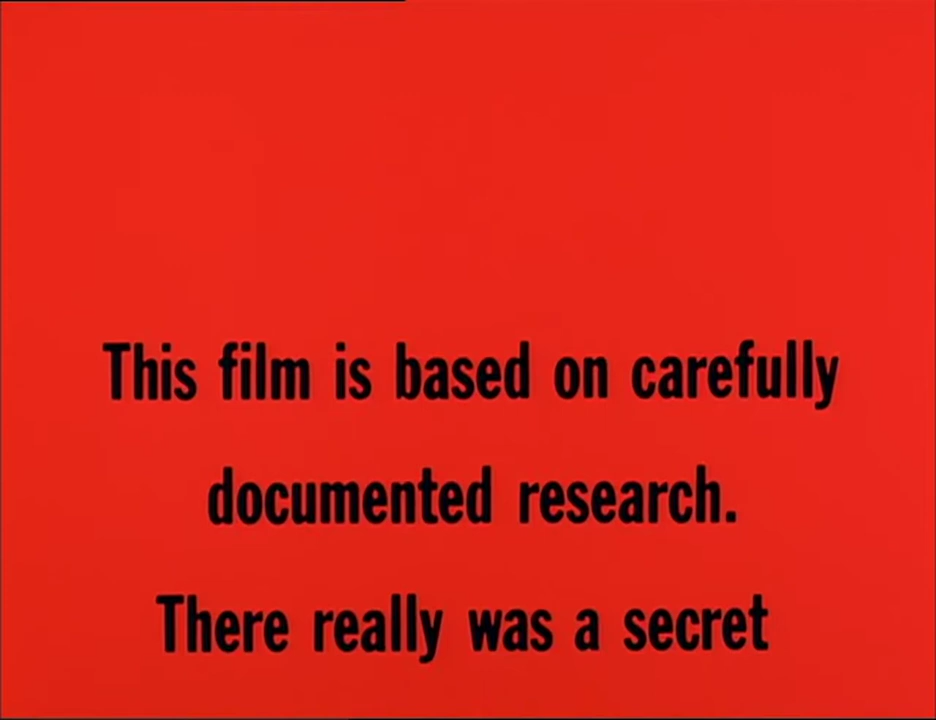 This film is based on carefully
documented research.
There really was a secret